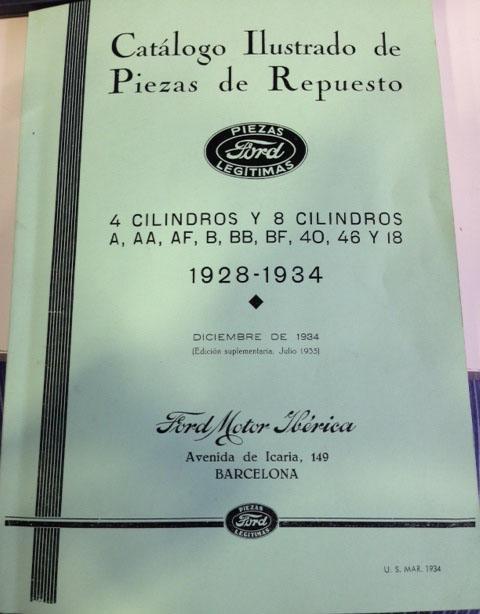 Catálogo Ilustrado de
Piezas de Repuesto
PIEZAS
Ford
LEGÍTIMAS
4 CILINDROS Y 8 CILINDROS
A, AA, AF, B, BB, BF, 40, 46 Y 18
1928-1934
DICIEMBRE DE 1934
(Edición suplementaria, Julio 1935)
Ford Motor Ibérica
Avenida de Icaria, 149
BARCELONA
PIEZAS
Ford
LEGITIMAS
U. S. MAR. 1934